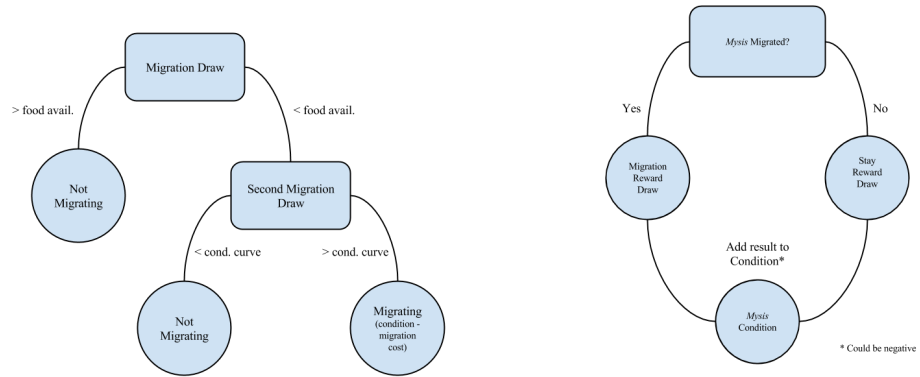 Migration Draw
> food avail.
< food avail.
Not
Migrating
Second Migration
Draw
< cond. curve
> cond. curve
Not
Migrating
Migrating
(condition -
migration
cost)
Mysis Migrated?
Yes
No
Migration
Reward
Draw
Stay
Reward
Draw
Add result to
Condition*
Mysis
Condition
* Could be negative